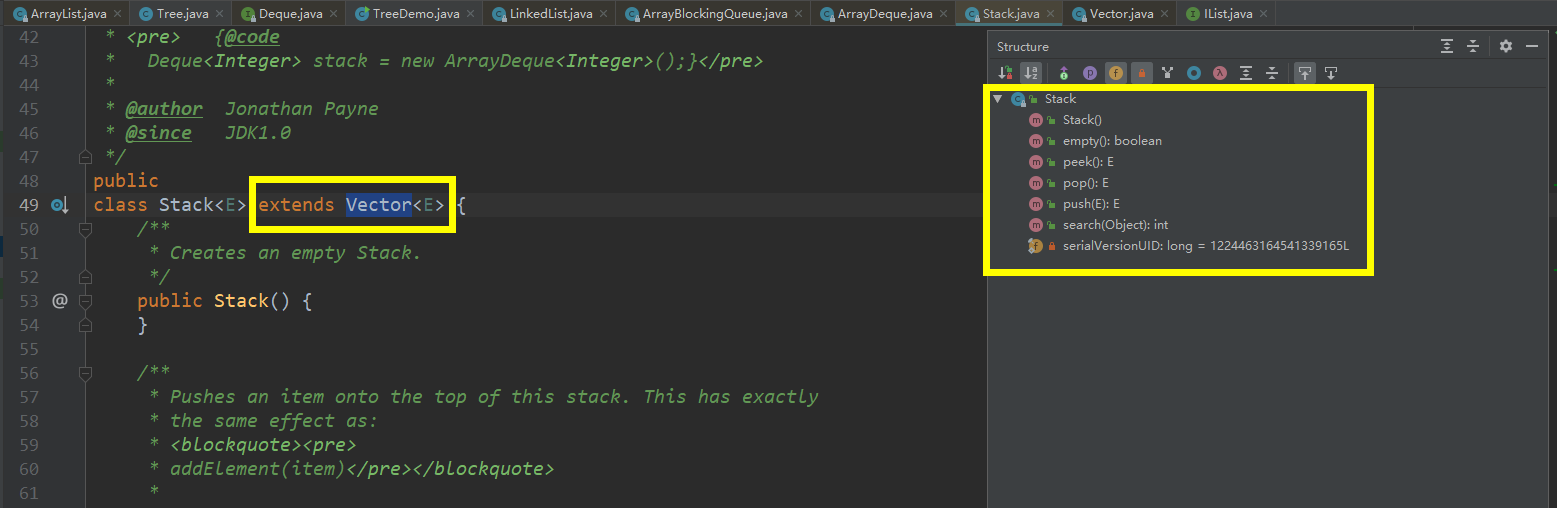 ArrayList.java Tree.java Deque.java TreeDemo.java LinkedList.java ArrayBlockingQueue.java ArrayDeque.java Stack.java Vector.java IList.java
42 * <pre> {@code
43 * Deque<Integer> stack = new ArrayDeque<Integer>();}</pre>
44 *
45 * @author Jonathan Payne
46 * @since JDK1.0
47 */
48 public
49 class Stack<E> extends Vector<E> {
50 /**
51 * Creates an empty Stack.
52 */
53 @ public Stack() {
54 }
55
56 /**
57 * Pushes an item onto the top of this stack. This has exactly
58 * the same effect as:
59 * <blockquote><pre>
60 * addElement(item)</pre></blockquote>
61 *
Structure
Stack
Stack()
empty(): boolean
peek(): E
pop(): E
push(E): E
search(Object): int
serialVersionUID: long = 1224463164541339165L